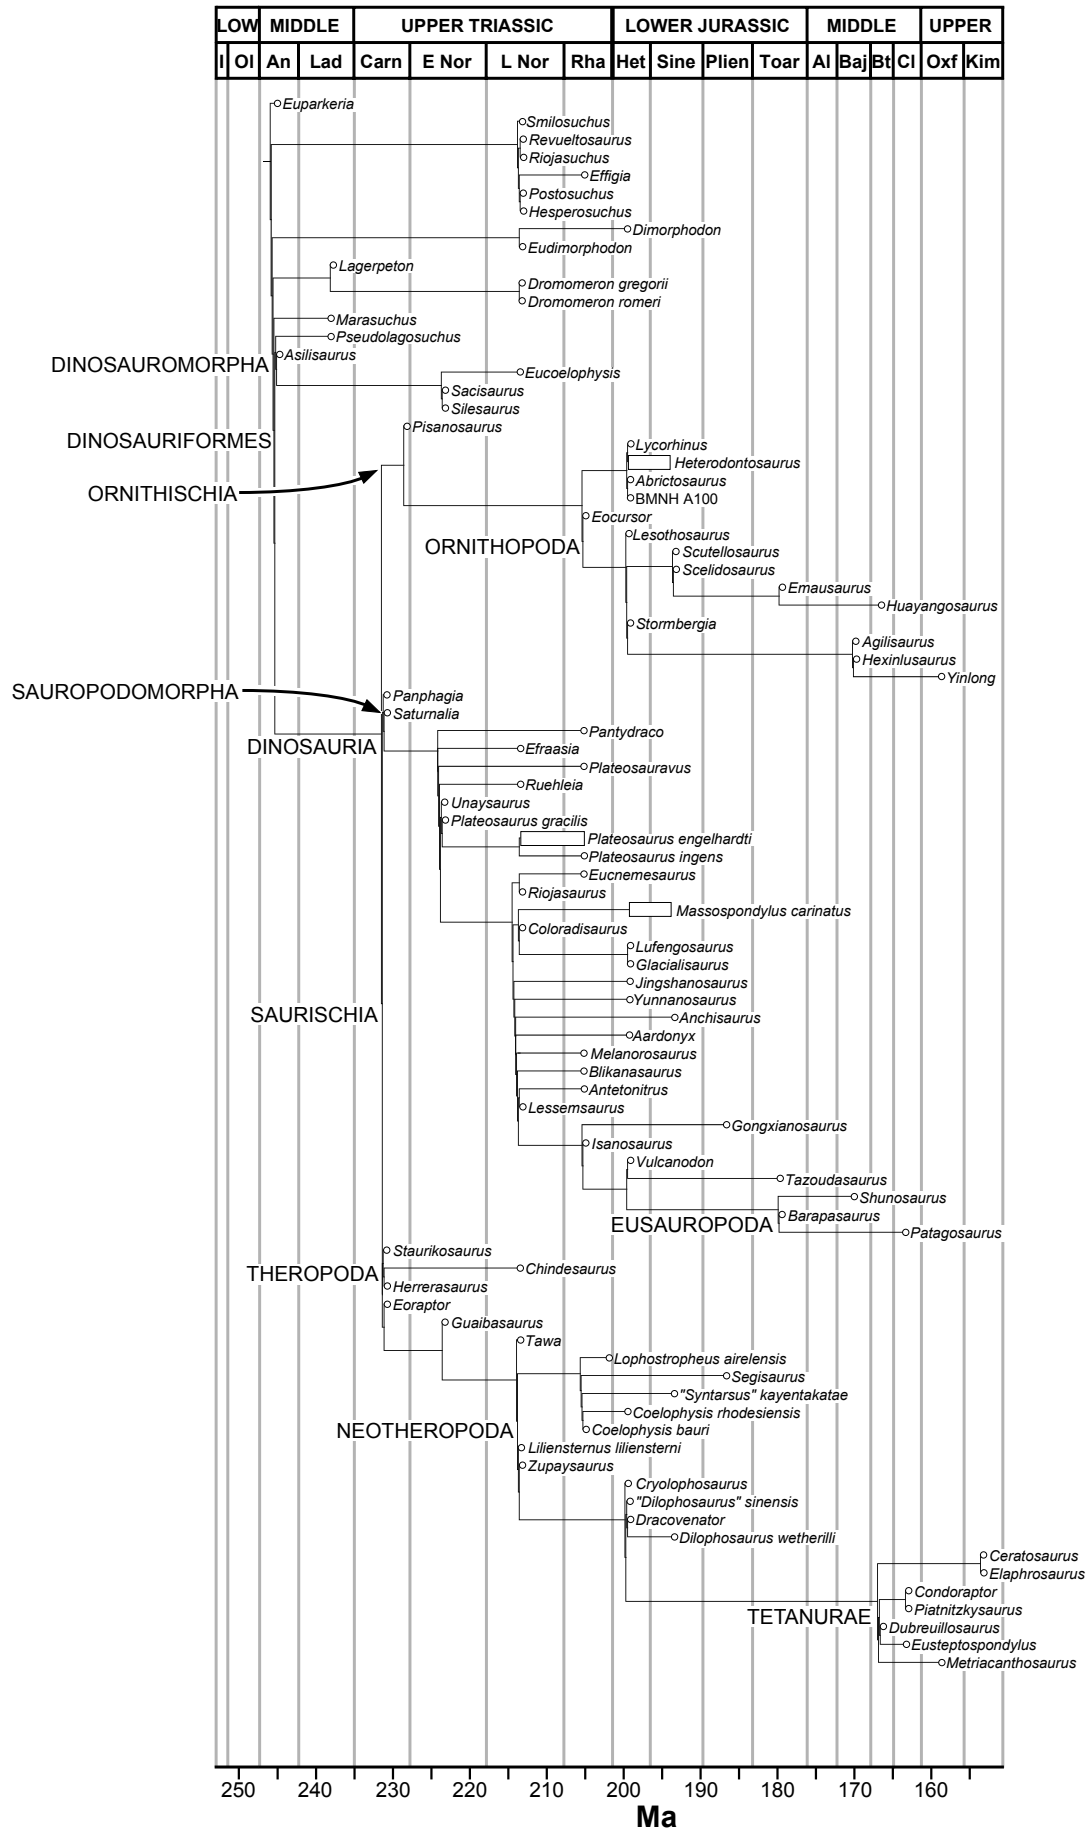 LOW MIDDLE UPPER TRIASSIC LOWER JURASSIC MIDDLE UPPER
I Ol An Lad Carn E Nor L Nor Rha Het Sine Plien Toar Al Baj Bt Cl Oxf Kim
Euparkeria
Smilosuchus
Revueltosaurus
Riojasuchus
Effigia
Postosuchus
Hesperosuchus
Dimorphodon
Eudimorphodon
Lagerpeton
Dromomeron gregorii
Dromomeron romeri
Marasuchus
Pseudolagosuchus
Asilisaurus
DINOSAUROMORPHA
Eucoelophysis
Sacisaurus
Silesaurus
Pisanosaurus
DINOSAURIFORMES
Lycorhinus
Heterodontosaurus
Abrictosaurus
ORNITHISCHIA
BMNH A100
Eocursor
Lesothosaurus
ORNITHOPODA
Scutellosaurus
Scelidosaurus
Emausaurus
Huayangosaurus
Stormbergia
Agilisaurus
Hexinlusaurus
Yinlong
SAUROPODOMORPHA
Panphagia
Saturnalia
Pantydraco
DINOSAURIA
Efraasia
Plateosauravus
Ruehleia
Unaysaurus
Plateosaurus gracilis
Plateosaurus engelhardti
Plateosaurus ingens
Eucnemesaurus
Riojasaurus
Massospondylus carinatus
Coloradisaurus
Lufengosaurus
Glacialisaurus
Jingshanosaurus
Yunnanosaurus
SAURISCHIA
Anchisaurus
Aardonyx
Melanorosaurus
Blikanasaurus
Antetonitrus
Lessemsaurus
Gongxianosaurus
Isanosaurus
Vulcanodon
Tazoudasaurus
Shunosaurus
Barapasaurus
EUSAUROPODA
Patagosaurus
Staurikosaurus
Chindesaurus
THEROPODA
Herrerasaurus
Eoraptor
Guaibasaurus
Tawa
Lophostropheus airelensis
Segisaurus
"Syntarsus" kayentakatae
Coelophysis rhodesiensis
Coelophysis bauri
NEOTHEROPODA
Liliensternus liliensterni
Zupaysaurus
Cryolophosaurus
"Dilophosaurus" sinensis
Dracovenator
Dilophosaurus wetherilli
Ceratosaurus
Elaphrosaurus
Condoraptor
Piatnitzkysaurus
TETANURAE
Dubreuillosaurus
Eusteptospondylus
Metriacanthosaurus
250 240 230 220 210 200 190 180 170 160
Ma